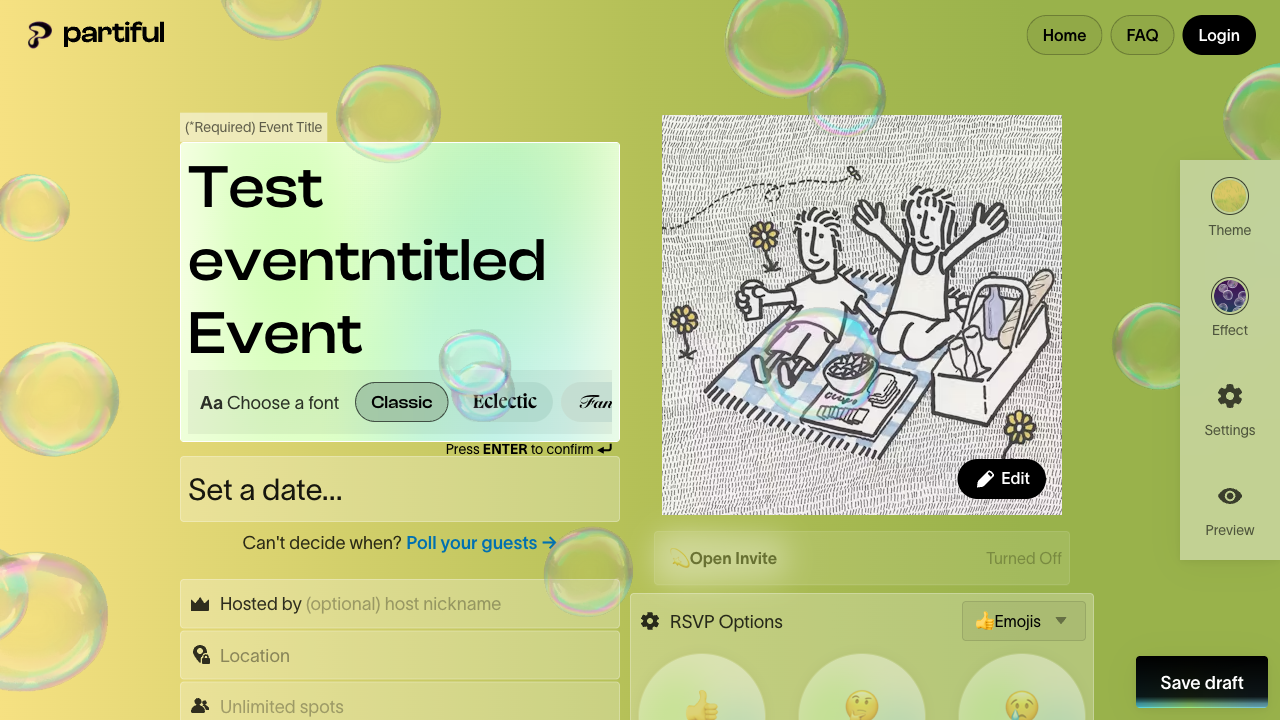 partiful
Home
FAQ
Login
(*Required) Event Title
Test
eventntitled
Event
Aa Choose a font
Classic
Eclectic
Press ENTER to confirm
Set a date...
Can't decide when? Poll your guests →
Hosted by (optional) host nickname
Location
Unlimited spots
Edit
💫Open Invite
Turned Off
RSVP Options
👍Emojis
Theme
Effect
Settings
Preview
Save draft